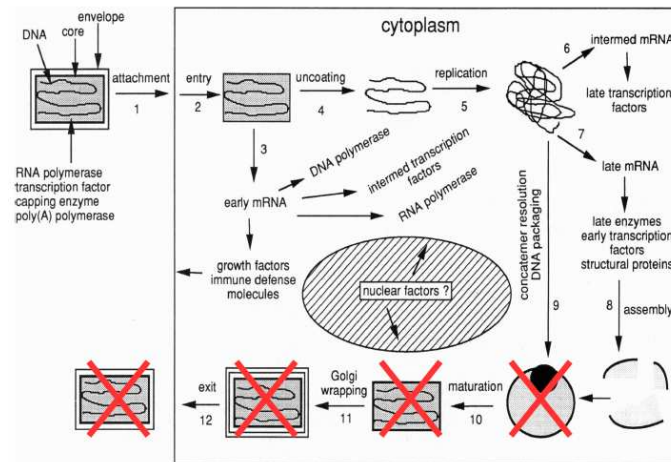 cytoplasm
envelope
core
DNA
attachment
1
entry
2
uncoating
4
replication
5
6
intermed mRNA
late transcription
factors
7
late mRNA
late enzymes
early transcription
factors
structural proteins
8
assembly
RNA polymerase
transcription factor
capping enzyme
poly(A) polymerase
3
early mRNA
DNA polymerase
intermed transcription
factors
RNA polymerase
growth factors
immune defense
molecules
nuclear factors ?
concatemer resolution
DNA packaging
9
exit
12
Golgi
wrapping
11
maturation
10